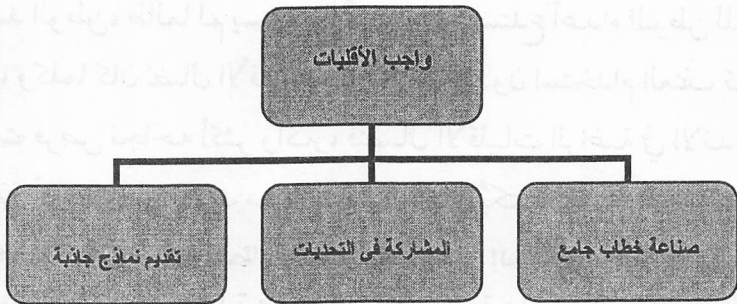 واجب الأقليات
صناعة خطاب جامع
المشاركة فى التحديات
تقديم نماذج جاذبة